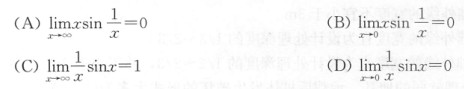 (A) lim_{x→∞} x sin 1/x = 0 (B) lim_{x→0} x sin 1/x = 0
(C) lim_{x→∞} 1/x sin x = 1 (D) lim_{x→0} 1/x sin x = 0